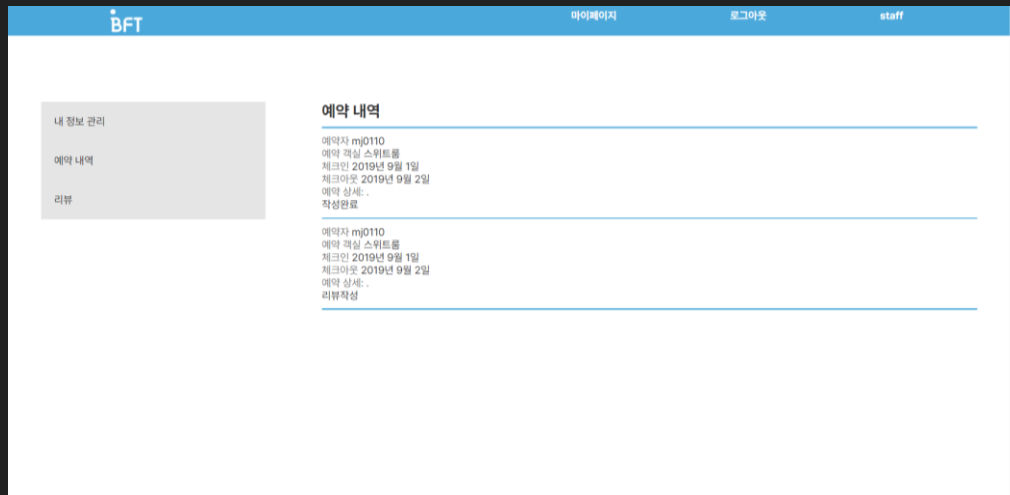 BFT
마이페이지
로그아웃
staff
내 정보 관리
예약 내역
리뷰
예약 내역
예약자 mj0110
예약 객실 스위트룸
체크인 2019년 9월 1일
체크아웃 2019년 9월 2일
예약 상세: .
작성완료
예약자 mj0110
예약 객실 스위트룸
체크인 2019년 9월 1일
체크아웃 2019년 9월 2일
예약 상세: .
리뷰작성